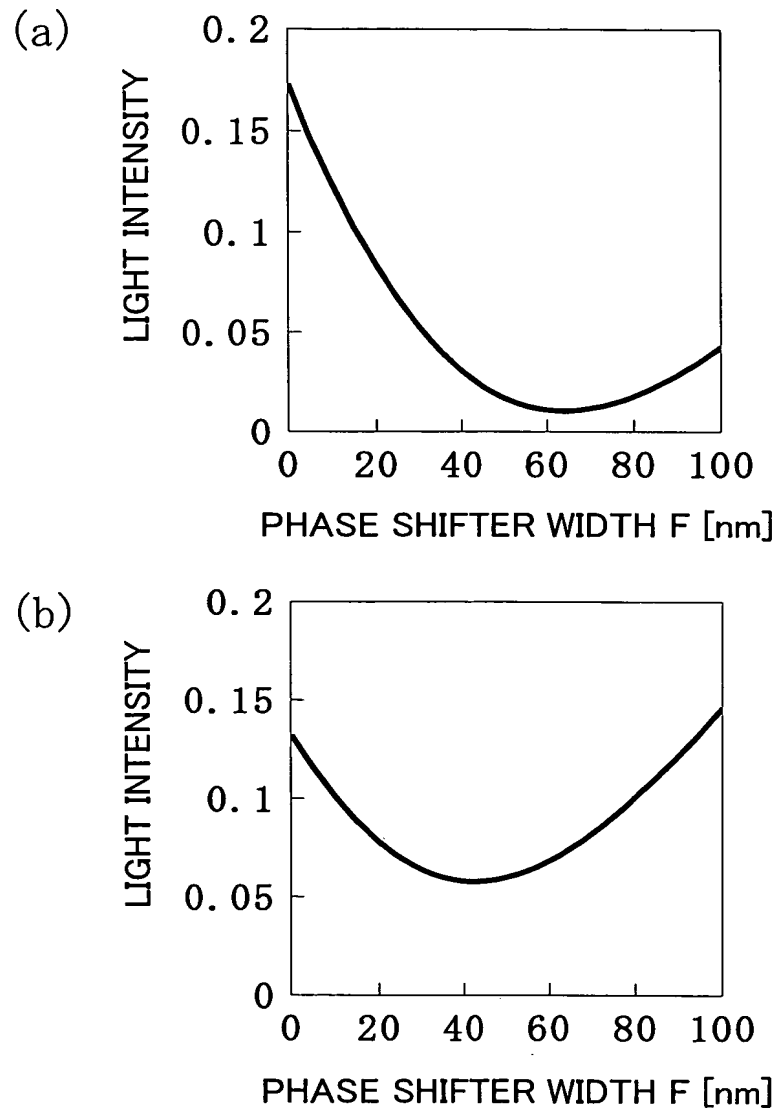 (a)
LIGHT INTENSITY
0.2
0.15
0.1
0.05
0
0 20 40 60 80 100
PHASE SHIFTER WIDTH F [nm]
(b)
LIGHT INTENSITY
0.2
0.15
0.1
0.05
0
0 20 40 60 80 100
PHASE SHIFTER WIDTH F [nm]